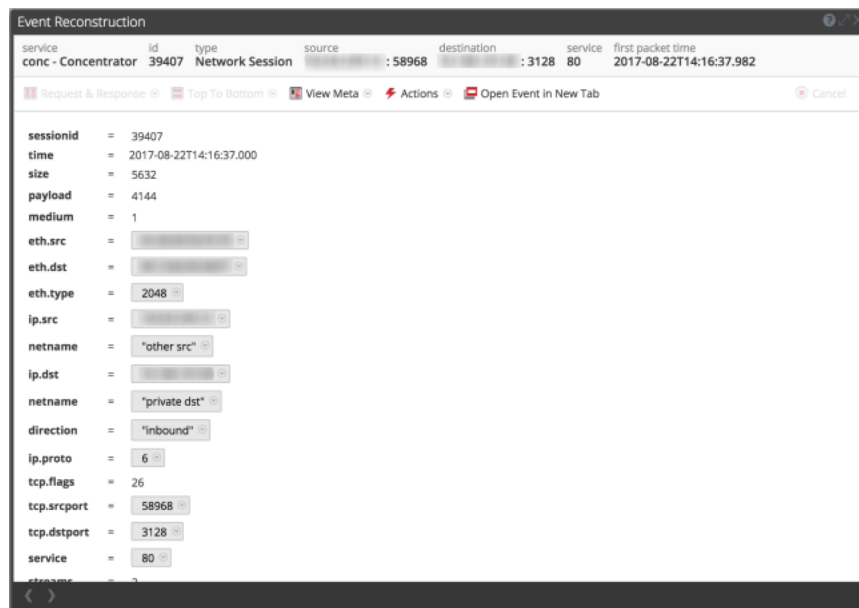 Event Reconstruction
service id type source destination service first packet time
conc - Concentrator 39407 Network Session : 58968 : 3128 80 2017-08-22T14:16:37.982
Request & Response Top To Bottom View Meta Actions Open Event in New Tab Cancel
sessionid = 39407
time = 2017-08-22T14:16:37.000
size = 5632
payload = 4144
medium = 1
eth.src =
eth.dst =
eth.type = 2048
ip.src =
netname = "other src"
ip.dst =
netname = "private dst"
direction = "inbound"
ip.proto = 6
tcp.flags = 26
tcp.srcport = 58968
tcp.dstport = 3128
service = 80
streams = 2